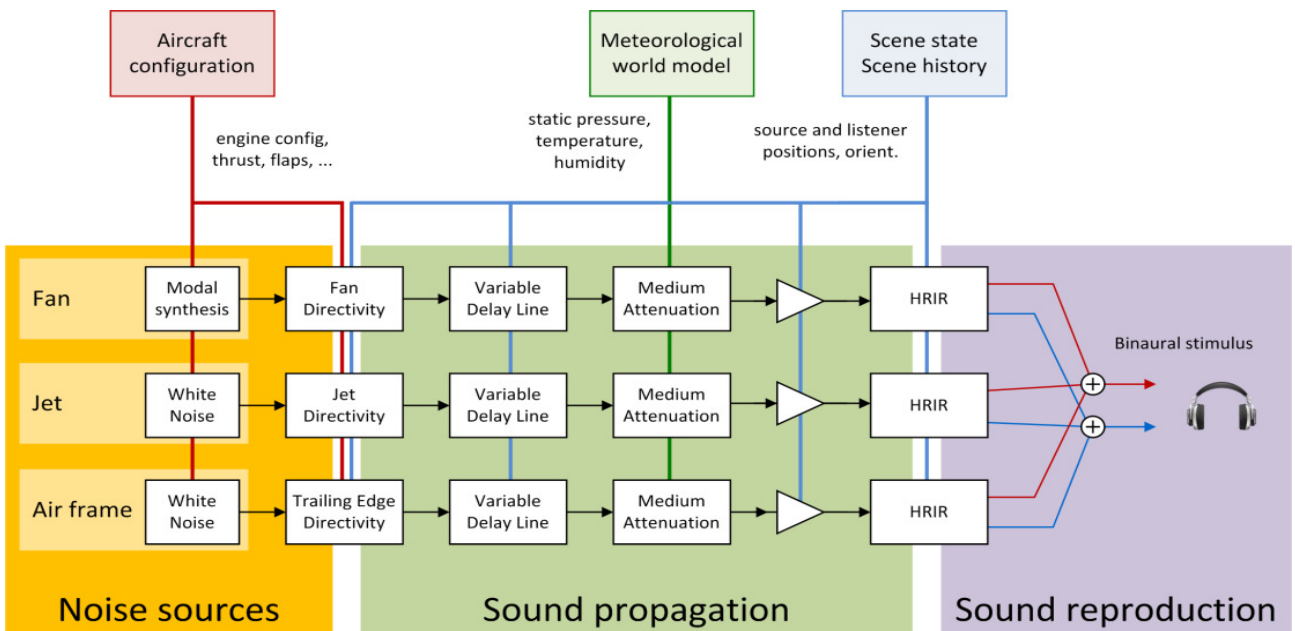 Aircraft
configuration
Meteorological
world model
Scene state
Scene history
engine config,
thrust, flaps, ...
static pressure,
temperature,
humidity
source and listener
positions, orient.
Fan
Modal
synthesis
Fan
Directivity
Variable
Delay Line
Medium
Attenuation
HRIR
Binaural stimulus
Jet
White
Noise
Jet
Directivity
Variable
Delay Line
Medium
Attenuation
HRIR
Air frame
White
Noise
Trailing Edge
Directivity
Variable
Delay Line
Medium
Attenuation
HRIR
Noise sources
Sound propagation
Sound reproduction